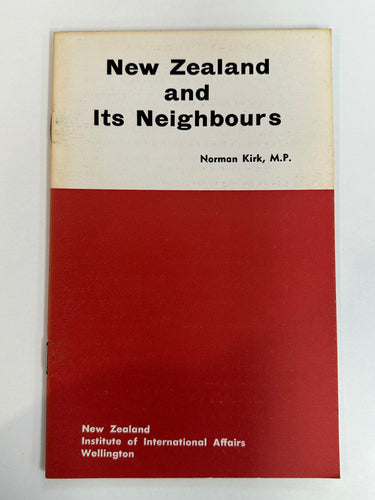 New Zealand
and
Its Neighbours
Norman Kirk, M.P.
New Zealand
Institute of International Affairs
Wellington